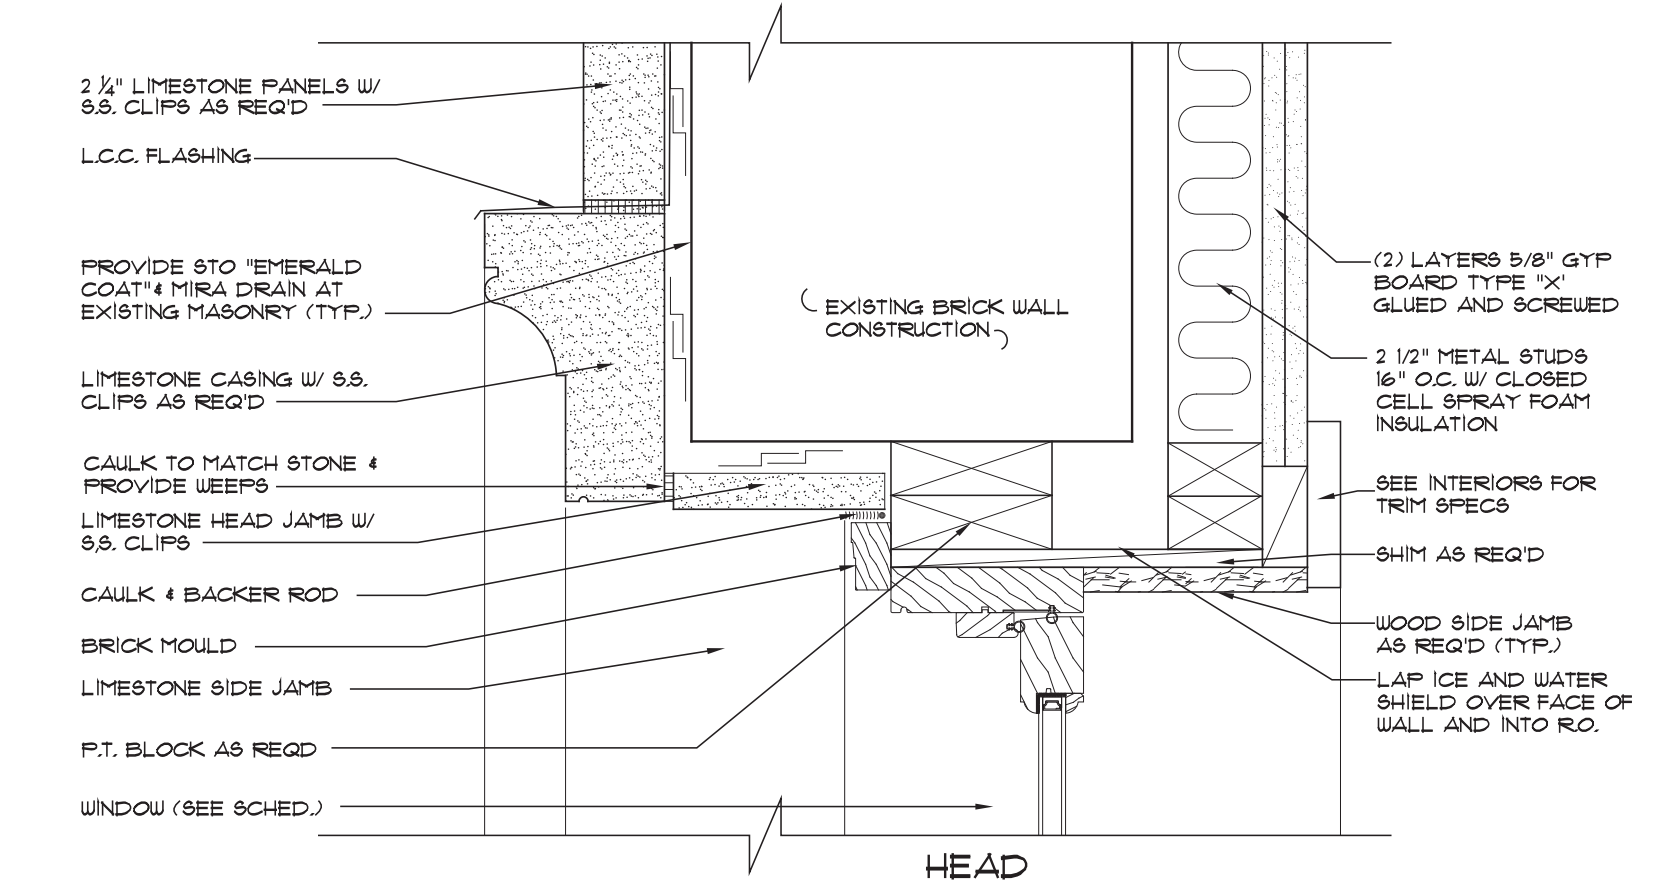 2 ¼" LIMESTONE PANELS W/
S.S. CLIPS AS REQ'D
L.C.C. FLASHING
PROVIDE STO "EMERALD
COAT"& MIRA DRAIN AT
EXISTING MASONRY (TYP.)
LIMESTONE CASING W/ S.S.
CLIPS AS REQ'D
CAULK TO MATCH STONE &
PROVIDE WEEPS
LIMESTONE HEAD JAMB W/
S,S. CLIPS
CAULK & BACKER ROD
BRICK MOULD
LIMESTONE SIDE JAMB
P.T. BLOCK AS REQD
WINDOW (SEE SCHED.)
EXISTING BRICK WALL
CONSTRUCTION
(2) LAYERS 5/8" GYP
BOARD TYPE "X'
GLUED AND SCREWED
2 1/2" METAL STUDS
16" O.C. W/ CLOSED
CELL SPRAY FOAM
INSULATION
SEE INTERIORS FOR
TRIM SPECS
SHIM AS REQ'D
WOOD SIDE JAMB
AS REQ'D (TYP.)
LAP ICE AND WATER
SHIELD OVER FACE OF
WALL AND INTO R.O.
HEAD